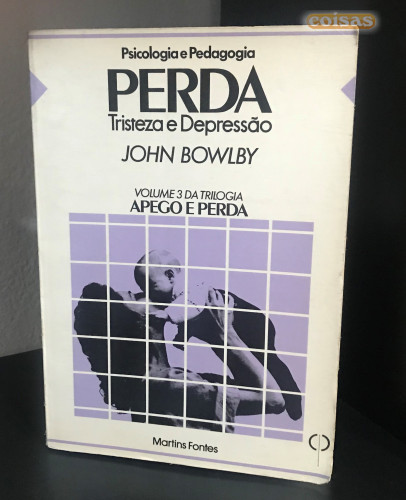 coisas
Psicologia e Pedagogia
PERDA
Tristeza e Depressão
JOHN BOWLBY
VOLUME 3 DA TRILOGIA
APEGO E PERDA
Martins Fontes